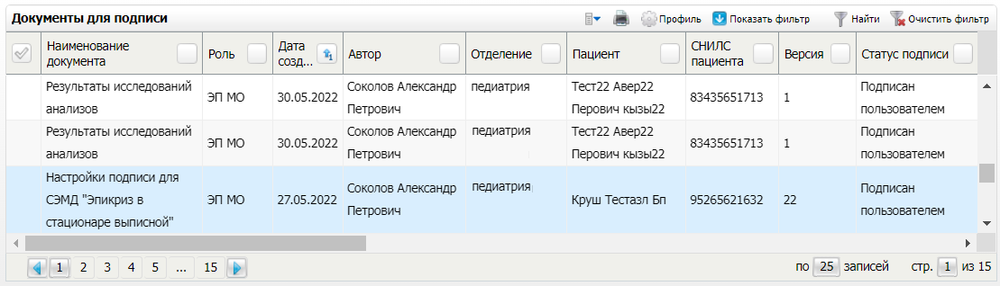 Документы для подписи
Профиль
Показать фильтр
Найти
Очистить фильтр
Наименование
документа
Роль
Дата
созд...
1
Автор
Отделение
Пациент
СНИЛС
пациента
Версия
Статус подписи
Результаты исследований
анализов
ЭП МО
30.05.2022
Соколов Александр
Петрович
педиатрия
Тест22 Авер22
Перович кызы22
83435651713
1
Подписан
пользователем
Результаты исследований
анализов
ЭП МО
30.05.2022
Соколов Александр
Петрович
педиатрия
Тест22 Авер22
Перович кызы22
83435651713
1
Подписан
пользователем
Настройки подписи для
СЭМД "Эпикриз в
стационаре выписной"
ЭП МО
27.05.2022
Соколов Александр
Петрович
педиатрия
Круш Тестазл Бп
95265621632
22
Подписан
пользователем
1 2 3 4 5 ... 15
по 25 записей стр. 1 из 15